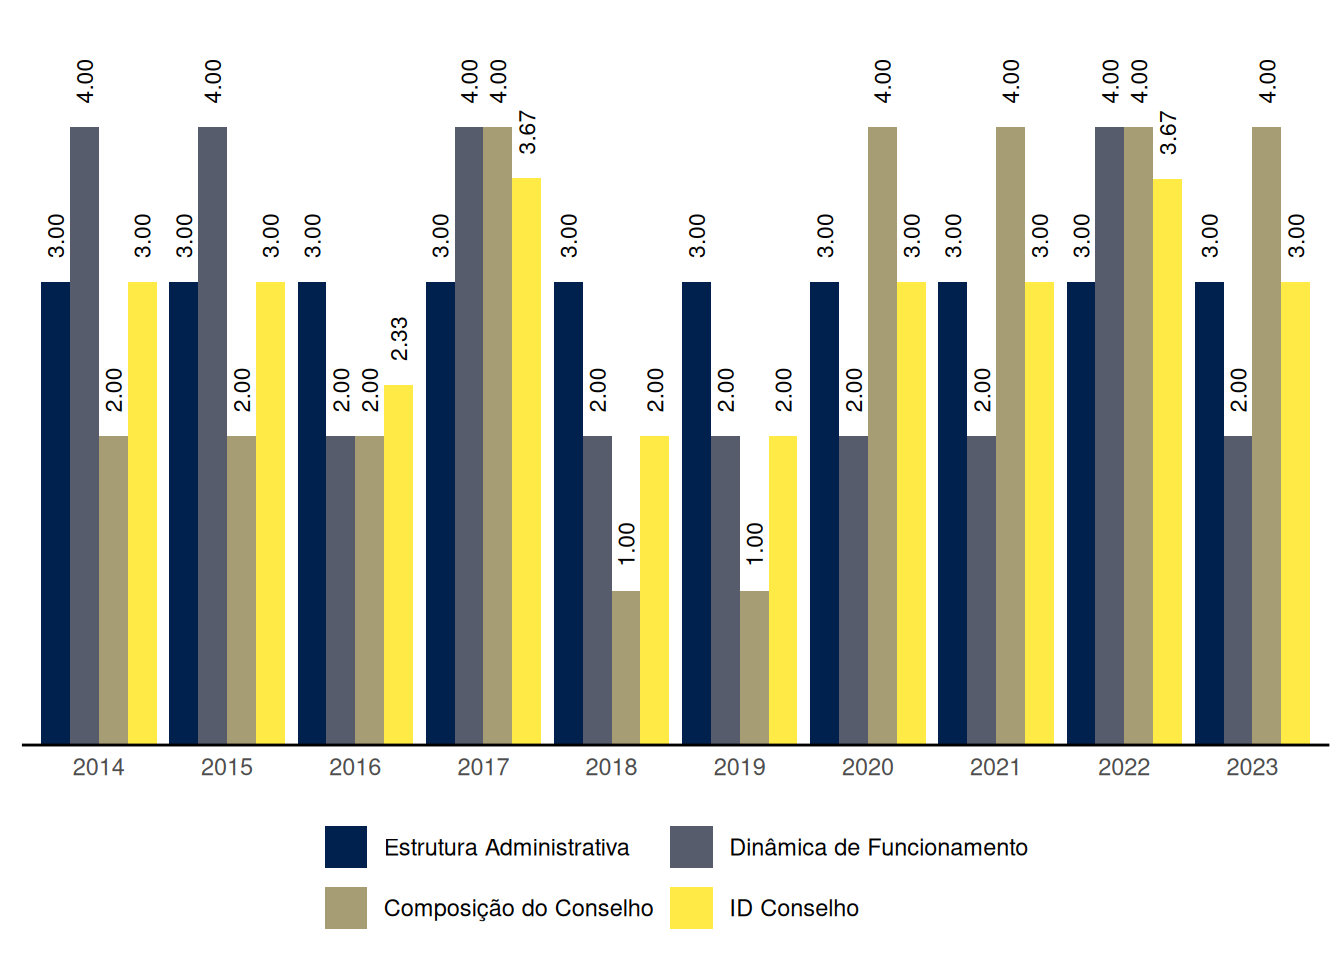 3.00 4.00 2.00 3.00 3.00 4.00 2.00 3.00 3.00 2.00 2.00 2.33 3.00 4.00 4.00 3.67 3.00 2.00 1.00 2.00 3.00 2.00 1.00 2.00 3.00 2.00 4.00 3.00 3.00 2.00 4.00 3.00 3.00 4.00 4.00 3.67 3.00 2.00 4.00 3.00
2014 2015 2016 2017 2018 2019 2020 2021 2022 2023
Estrutura Administrativa Dinâmica de Funcionamento
Composição do Conselho ID Conselho